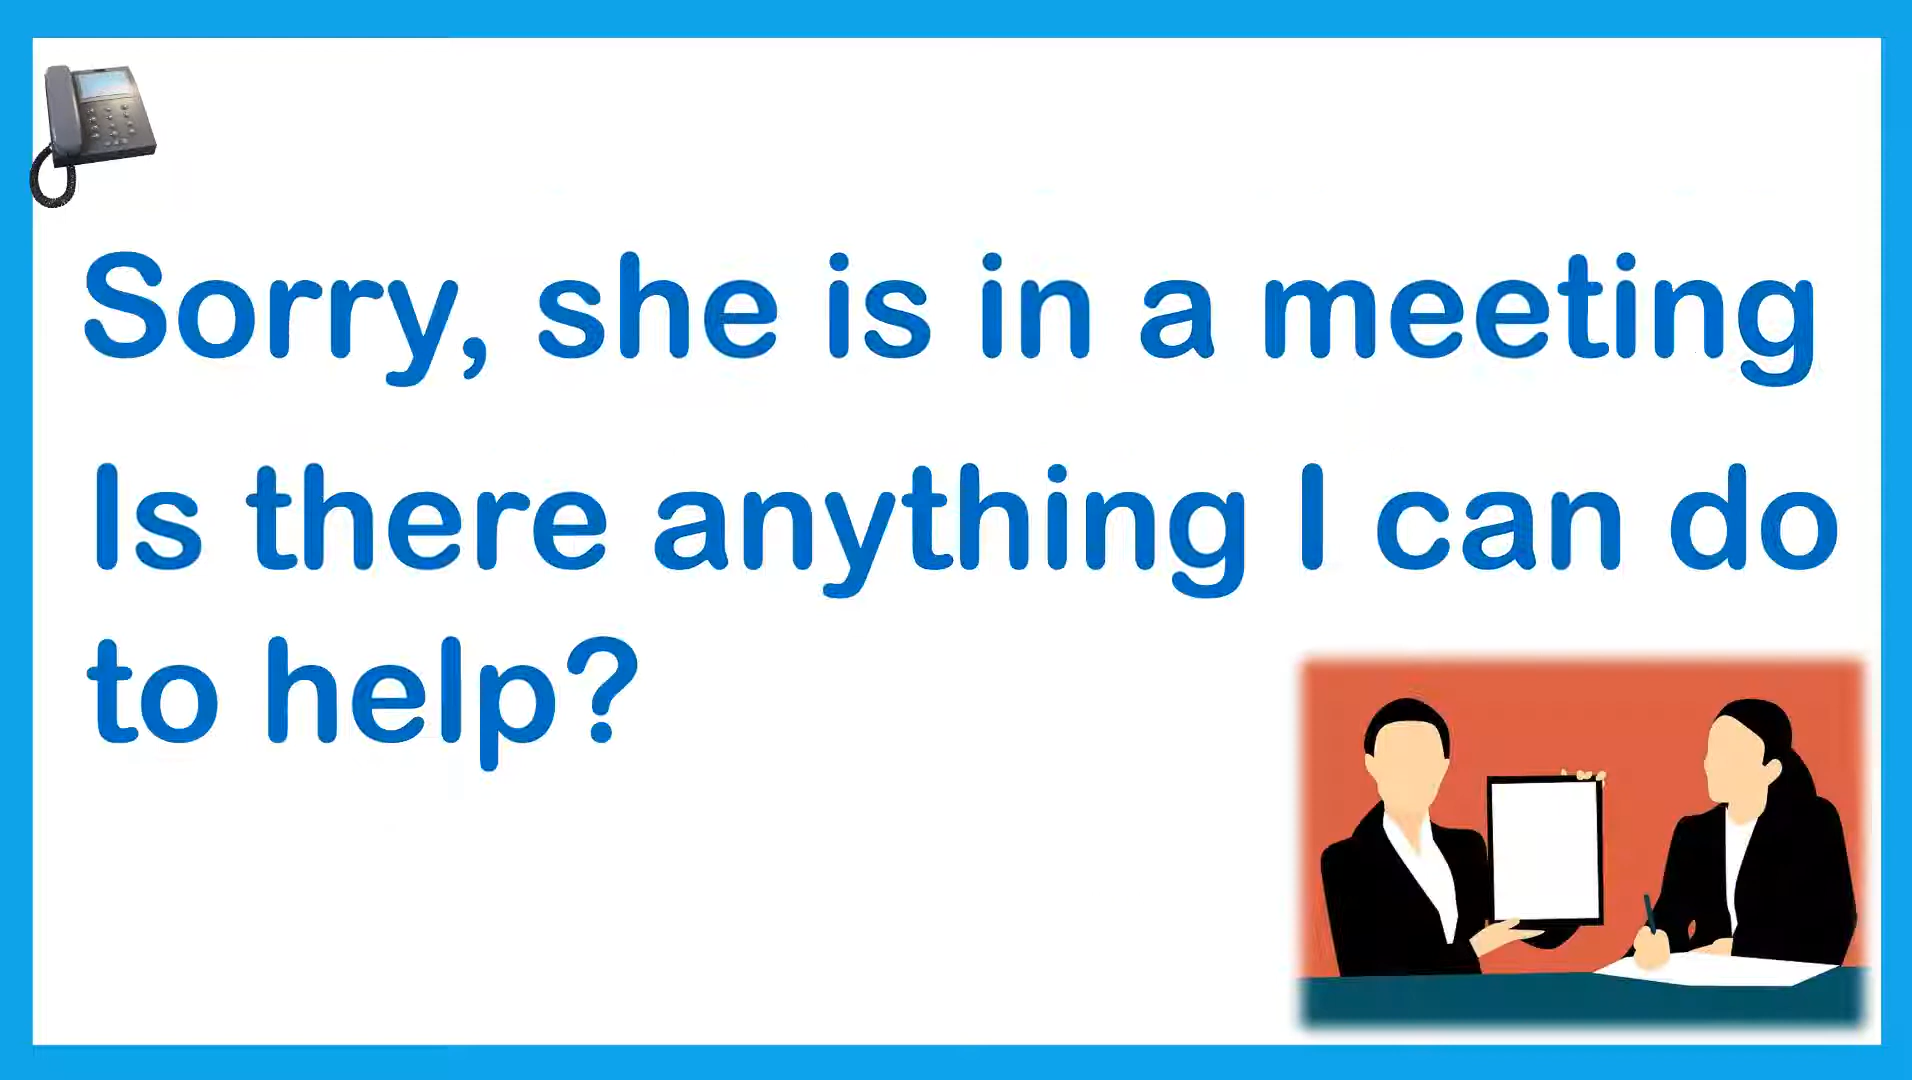 Sorry, she is in a meeting
Is there anything I can do
to help?